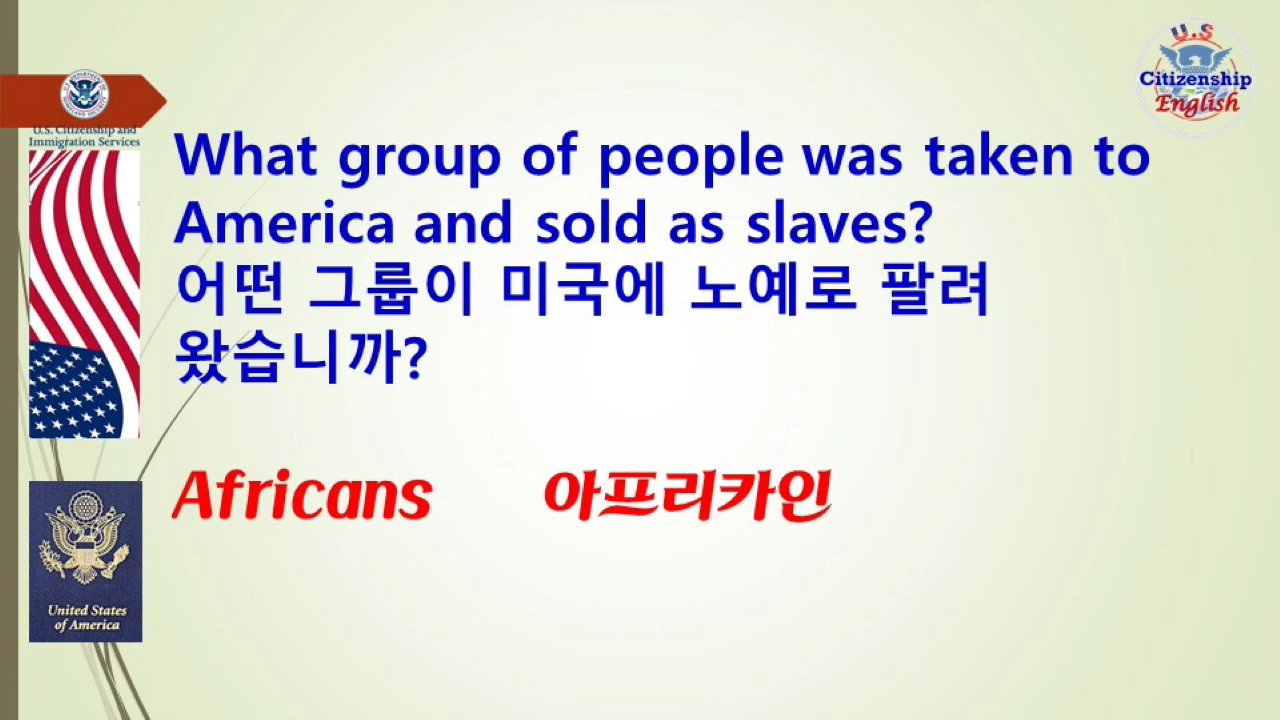 U.S
Citizenship
English
U.S. Citizenship and
Immigration Services
What group of people was taken to
America and sold as slaves?
어떤 그룹이 미국에 노예로 팔려
왔습니까?
Africans 아프리카인
United States
of America